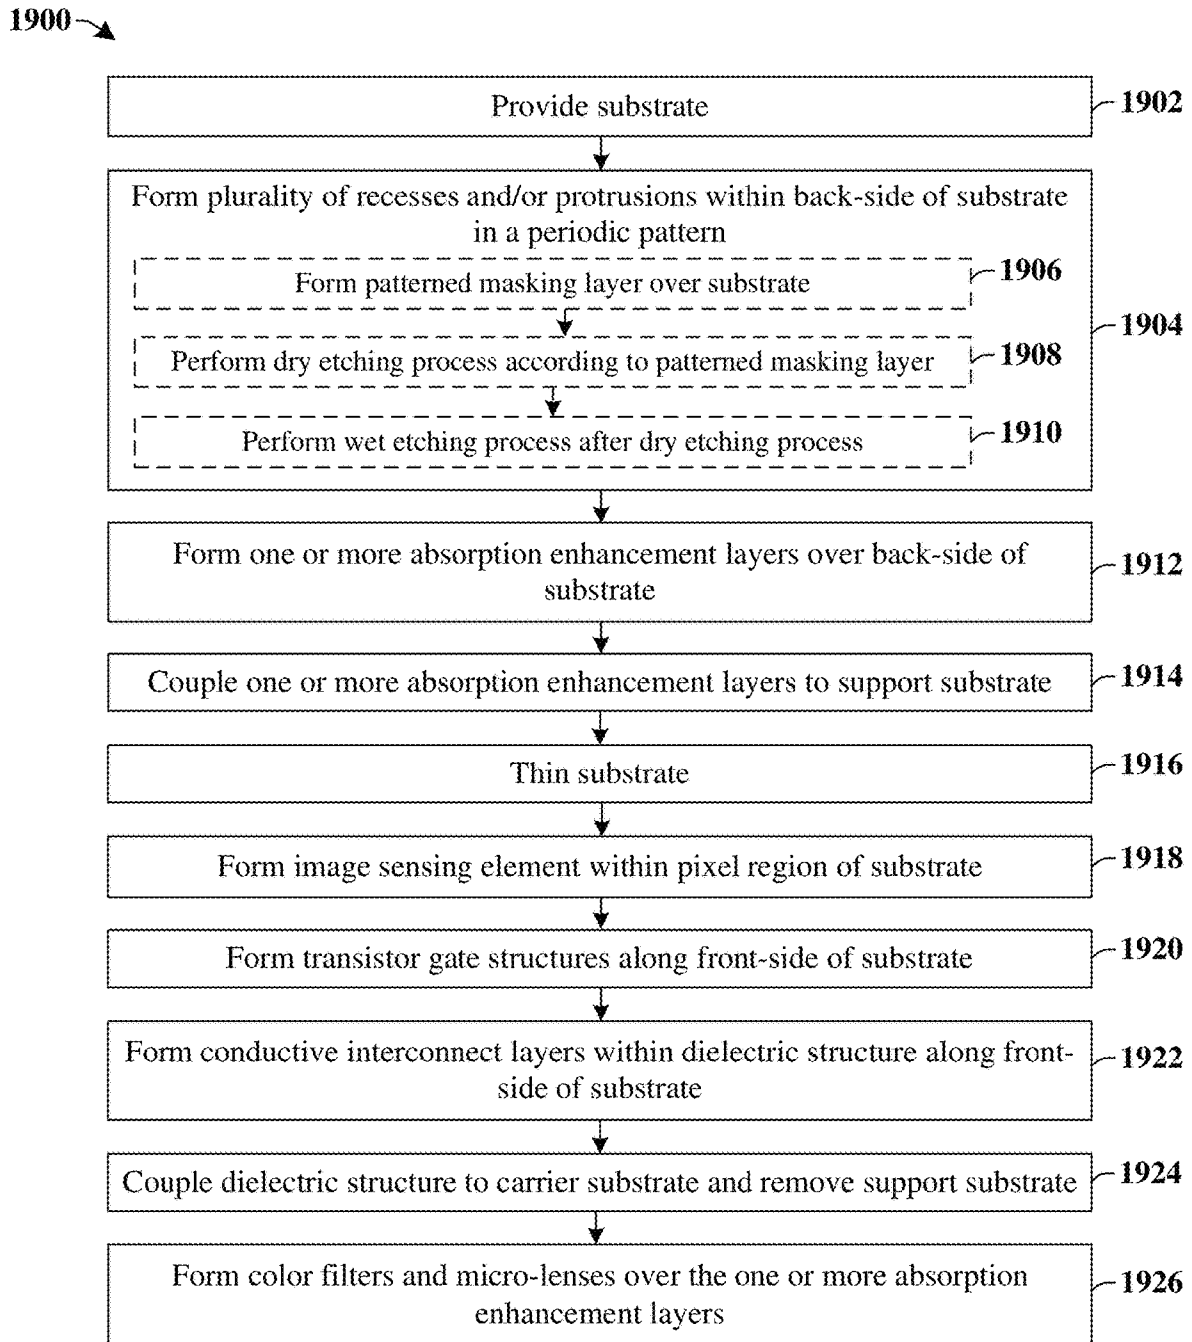 1900
Provide substrate
1902
Form plurality of recesses and/or protrusions within back-side of substrate
in a periodic pattern
1904
Form patterned masking layer over substrate
1906
Perform dry etching process according to patterned masking layer
1908
Perform wet etching process after dry etching process
1910
Form one or more absorption enhancement layers over back-side of
substrate
1912
Couple one or more absorption enhancement layers to support substrate
1914
Thin substrate
1916
Form image sensing element within pixel region of substrate
1918
Form transistor gate structures along front-side of substrate
1920
Form conductive interconnect layers within dielectric structure along front-
side of substrate
1922
Couple dielectric structure to carrier substrate and remove support substrate
1924
Form color filters and micro-lenses over the one or more absorption
enhancement layers
1926